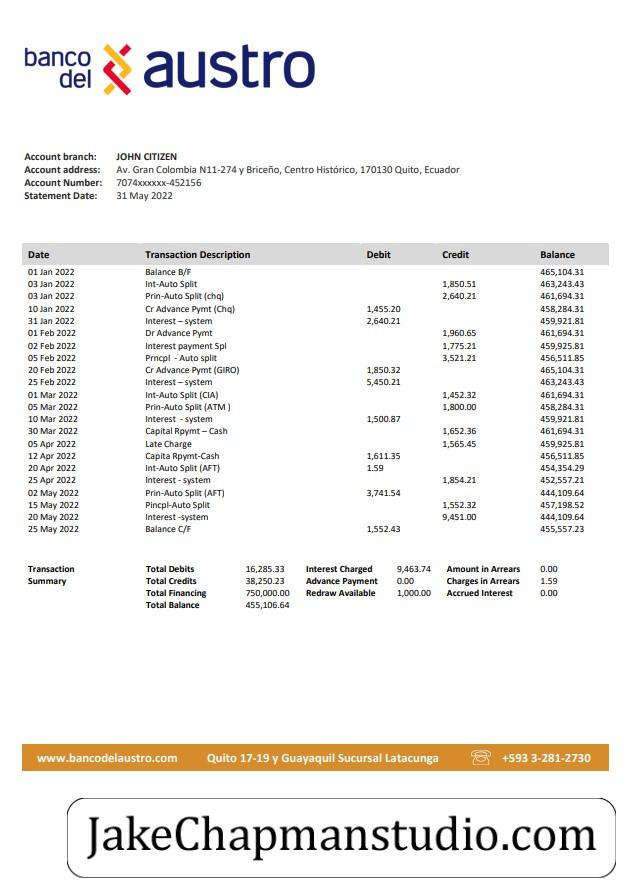 banco
del
austro
Account branch: JOHN CITIZEN
Account address: Av. Gran Colombia N11-274 y Briceño, Centro Histórico, 170130 Quito, Ecuador
Account Number: 7074xxxxxx-452156
Statement Date: 31 May 2022
Date Transaction Description Debit Credit Balance
01 Jan 2022 Balance B/F 465,104.31
03 Jan 2022 Int-Auto Split 1,850.51 463,243.43
03 Jan 2022 Prin-Auto Split (chq) 2,640.21 461,694.31
10 Jan 2022 Cr Advance Pymt (Chq) 1,455.20 458,284.31
31 Jan 2022 Interest – system 2,640.21 459,921.81
01 Feb 2022 Dr Advance Pymt 1,960.65 461,694.31
02 Feb 2022 Interest payment Spl 1,775.21 459,925.81
05 Feb 2022 Prncpl - Auto split 3,521.21 456,511.85
20 Feb 2022 Cr Advance Pymt (GIRO) 1,850.32 465,104.31
25 Feb 2022 Interest – system 5,450.21 463,243.43
01 Mar 2022 Int-Auto Split (CIA) 1,452.32 461,694.31
05 Mar 2022 Prin-Auto Split (ATM ) 1,800.00 458,284.31
10 Mar 2022 Interest - system 1,500.87 459,921.81
30 Mar 2022 Capital Rpymt – Cash 1,652.36 461,694.31
05 Apr 2022 Late Charge 1,565.45 459,925.81
12 Apr 2022 Capita Rpymt-Cash 1,611.35 456,511.85
20 Apr 2022 Int-Auto Split (AFT) 1.59 454,354.29
25 Apr 2022 Interest - system 1,854.21 452,557.21
02 May 2022 Prin-Auto Split (AFT) 3,741.54 444,109.64
15 May 2022 Pincpl-Auto Split 1,552.32 457,198.52
20 May 2022 Interest -system 9,451.00 444,109.64
25 May 2022 Balance C/F 1,552.43 455,557.23
Transaction Total Debits 16,285.33 Interest Charged 9,463.74 Amount in Arrears 0.00
Summary Total Credits 38,250.23 Advance Payment 0.00 Charges in Arrears 1.59
Total Financing 750,000.00 Redraw Available 1,000.00 Accrued Interest 0.00
Total Balance 455,106.64
www.bancodelaustro.com Quito 17-19 y Guayaquil Sucursal Latacunga +593 3-281-2730
JakeChapmanstudio.com